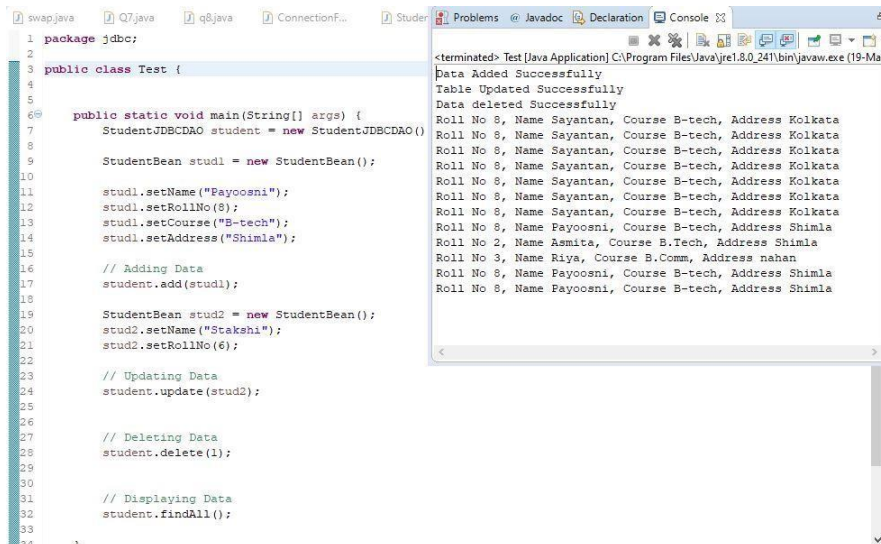 swap.java Q7.java q8.java ConnectionF... Studer
1 package jdbc;
2
3 public class Test {
4
5
6 public static void main(String[] args) {
7 StudentJDBCDAO student = new StudentJDBCDAO()
8
9 StudentBean stud1 = new StudentBean();
10
11 stud1.setName("Payoosni");
12 stud1.setRollNo(8);
13 stud1.setCourse("B-tech");
14 stud1.setAddress("Shimla");
15
16 // Adding Data
17 student.add(stud1);
18
19 StudentBean stud2 = new StudentBean();
20 stud2.setName("Stakshi");
21 stud2.setRollNo(6);
22
23 // Updating Data
24 student.update(stud2);
25
26
27 // Deleting Data
28 student.delete(1);
29
30
31 // Displaying Data
32 student.findAll();
33
Problems @ Javadoc Declaration Console
<terminated> Test [Java Application] C:\Program Files\Java\jre1.8.0_241\bin\javaw.exe (19-Ma
Data Added Successfully
Table Updated Successfully
Data deleted Successfully
Roll No 8, Name Sayantan, Course B-tech, Address Kolkata
Roll No 8, Name Sayantan, Course B-tech, Address Kolkata
Roll No 8, Name Sayantan, Course B-tech, Address Kolkata
Roll No 8, Name Sayantan, Course B-tech, Address Kolkata
Roll No 8, Name Sayantan, Course B-tech, Address Kolkata
Roll No 8, Name Sayantan, Course B-tech, Address Kolkata
Roll No 8, Name Sayantan, Course B-tech, Address Kolkata
Roll No 8, Name Payoosni, Course B-tech, Address Shimla
Roll No 2, Name Asmita, Course B.Tech, Address Shimla
Roll No 3, Name Riya, Course B.Comm, Address nahan
Roll No 8, Name Payoosni, Course B-tech, Address Shimla
Roll No 8, Name Payoosni, Course B-tech, Address Shimla